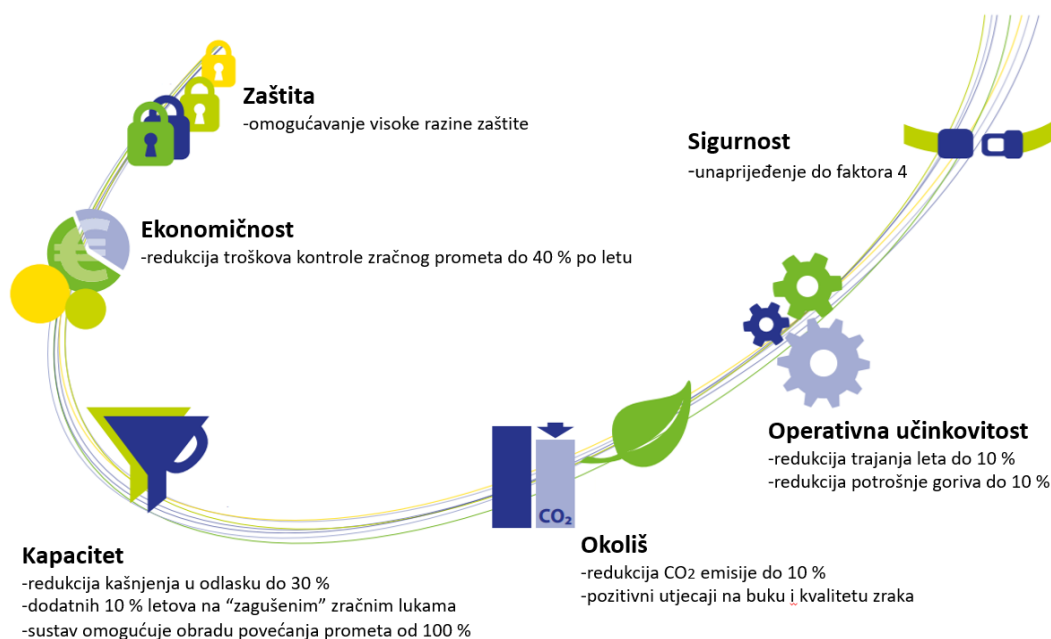 Zaštita
-omogućavanje visoke razine zaštite
Sigurnost
-unaprijeđenje do faktora 4
Ekonomičnost
-redukcija troškova kontrole zračnog prometa do 40 % po letu
Operativna učinkovitost
-redukcija trajanja leta do 10 %
-redukcija potrošnje goriva do 10 %
CO₂
Kapacitet
-redukcija kašnjenja u odlasku do 30 %
-dodatnih 10 % letova na “zagušenim” zračnim lukama
-sustav omogućuje obradu povećanja prometa od 100 %
Okoliš
-redukcija CO2 emisije do 10 %
-pozitivni utjecaji na buku i kvalitetu zraka